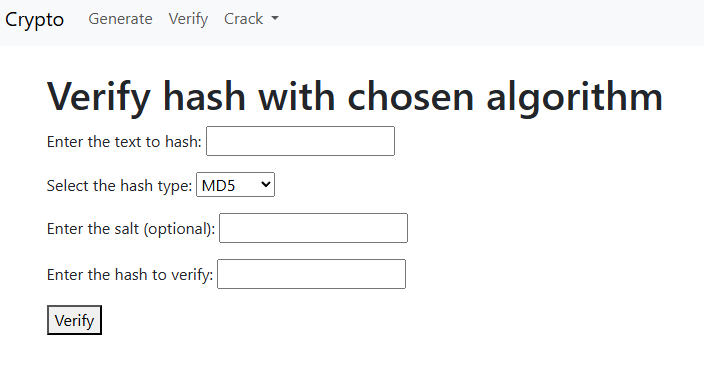 Crypto Generate Verify Crack
Verify hash with chosen algorithm
Enter the text to hash:
Select the hash type: MD5
Enter the salt (optional):
Enter the hash to verify:
Verify